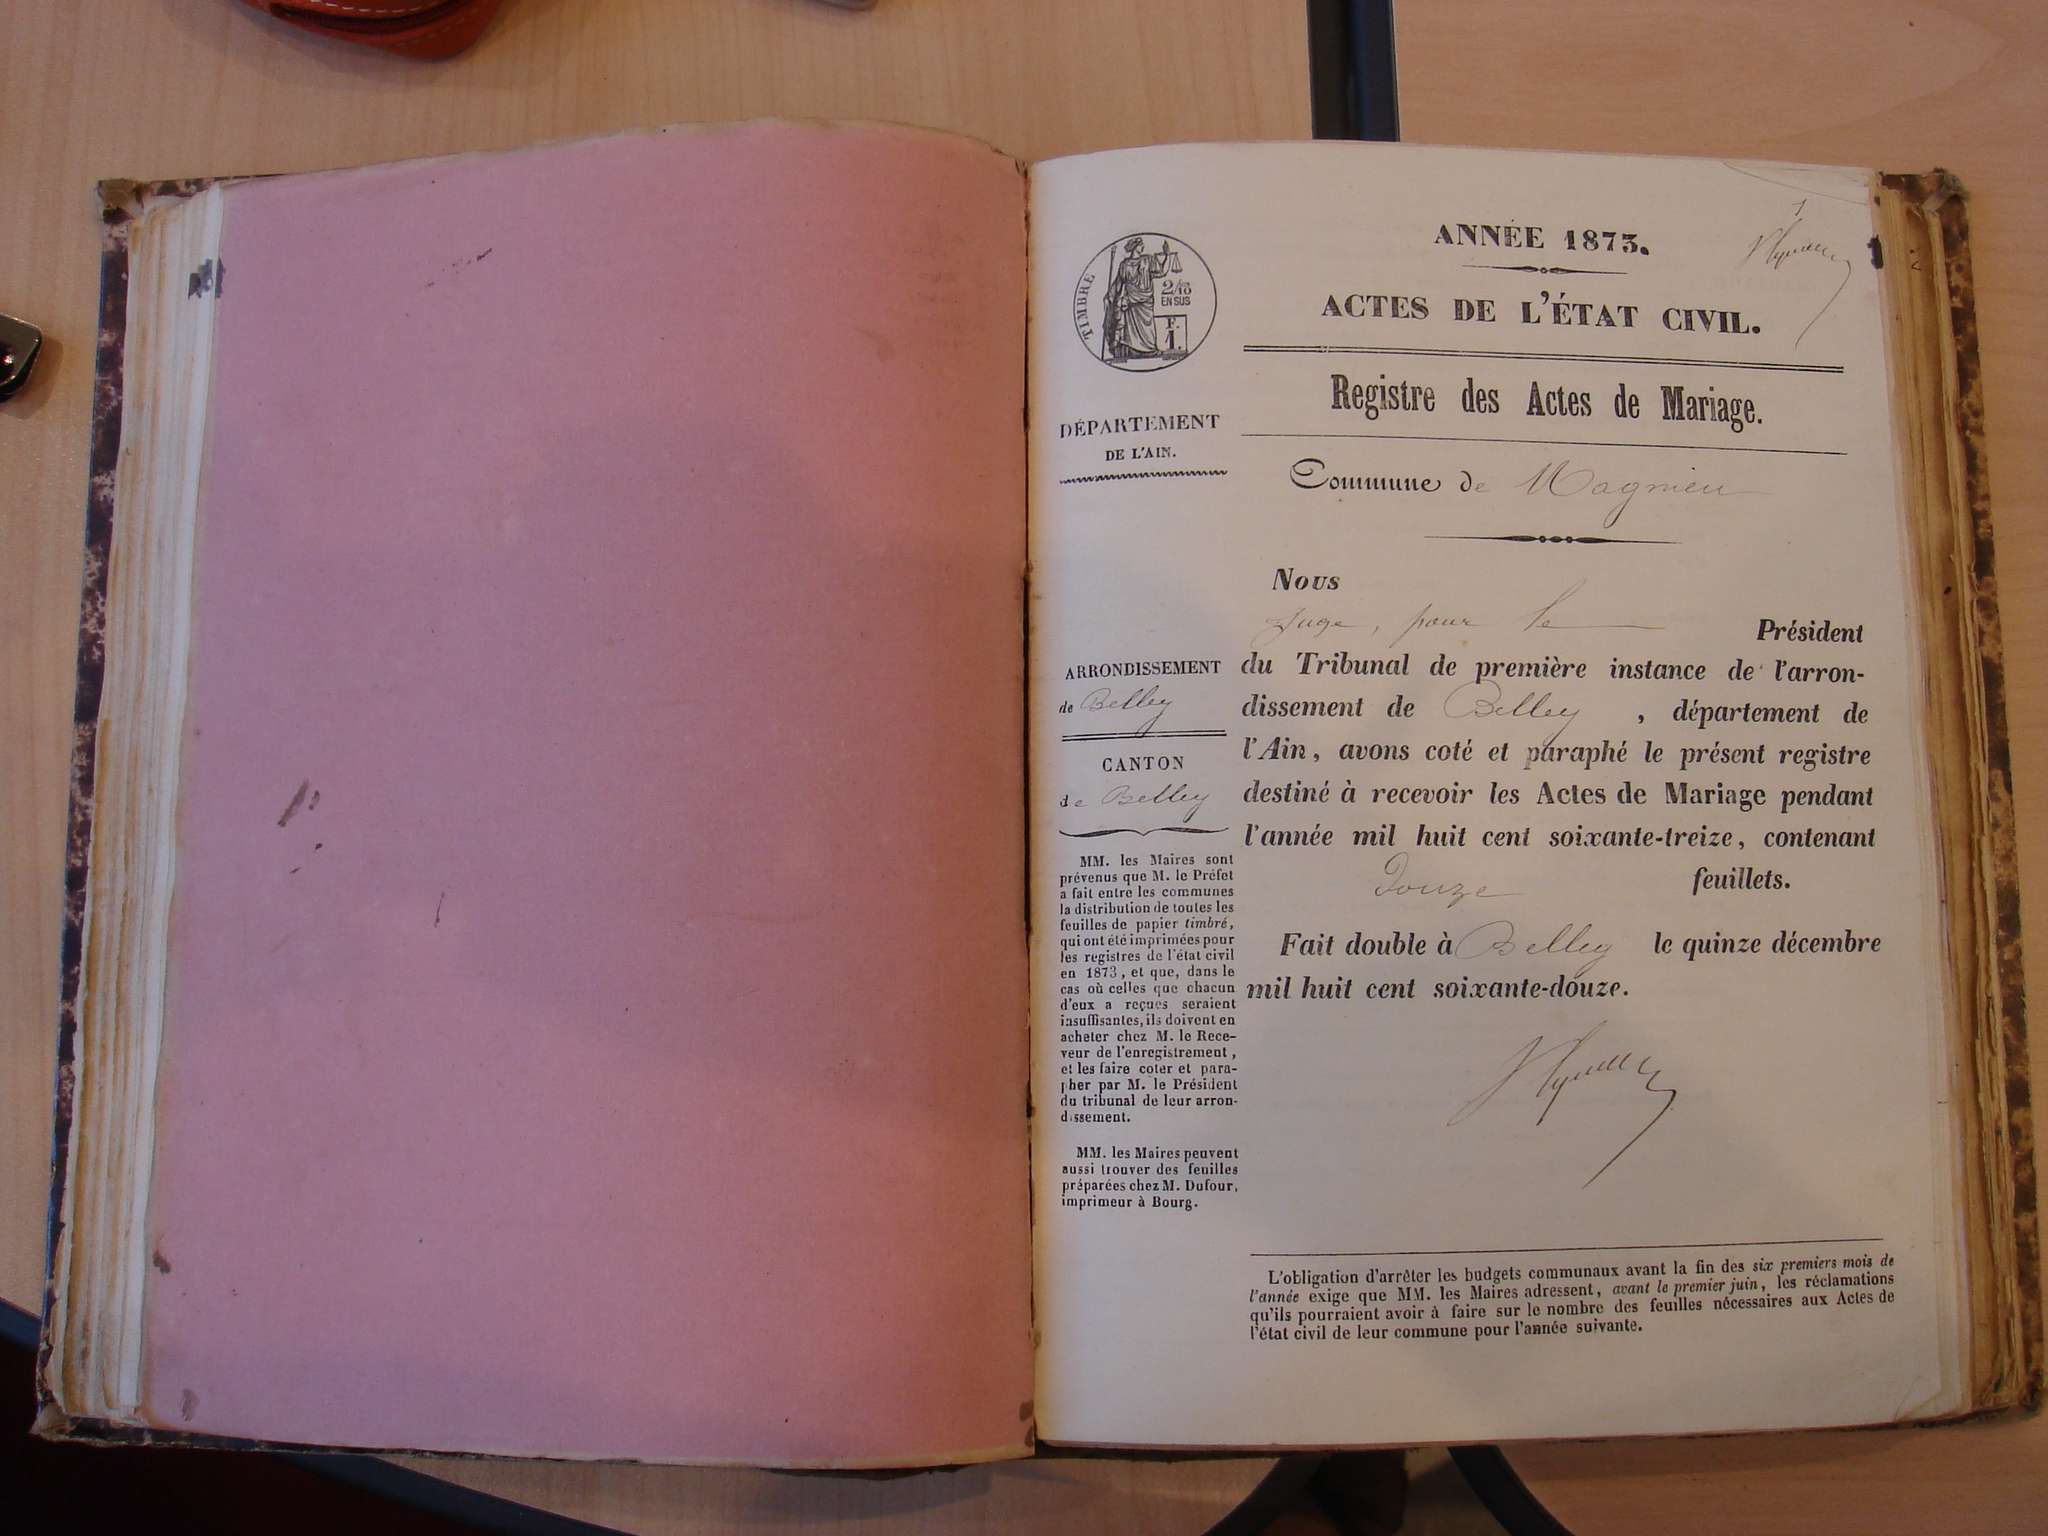 1
ANNÉE 1873.
ACTES DE L'ÉTAT CIVIL.
Registre des Actes de Mariage.
Commune de Magnieu
TIMBRE
2/10
EN SUS
F.
1.
DÉPARTEMENT
DE L'AIN.
ARRONDISSEMENT
de Belley
CANTON
de Belley
MM. les Maires sont
prévenus que M. le Préfet
a fait entre les communes
la distribution de toutes les
feuilles de papier timbré,
qui ont été imprimées pour
les registres de l'état civil
en 1873, et que, dans le
cas où celles que chacun
d'eux a reçues seraient
insuffisantes, ils doivent en
acheter chez M. le Rece-
veur de l'enregistrement,
et les faire coter et para-
pher par M. le Président
du tribunal de leur arron-
dissement.
MM. les Maires peuvent
aussi trouver des feuilles
préparées chez M. Dufour,
imprimeur à Bourg.
Nous
Juge, pour le Président
du Tribunal de première instance de l'arron-
dissement de Belley, département de
l'Ain, avons coté et paraphé le présent registre
destiné à recevoir les Actes de Mariage pendant
l'année mil huit cent soixante-treize, contenant
Douze feuillets.
Fait double à Belley le quinze décembre
mil huit cent soixante-douze.
L'obligation d'arrêter les budgets communaux avant la fin des six premiers mois de
l'année exige que MM. les Maires adressent, avant le premier juin, les réclamations
qu'ils pourraient avoir à faire sur le nombre des feuilles nécessaires aux Actes de
l'état civil de leur commune pour l'année suivante.